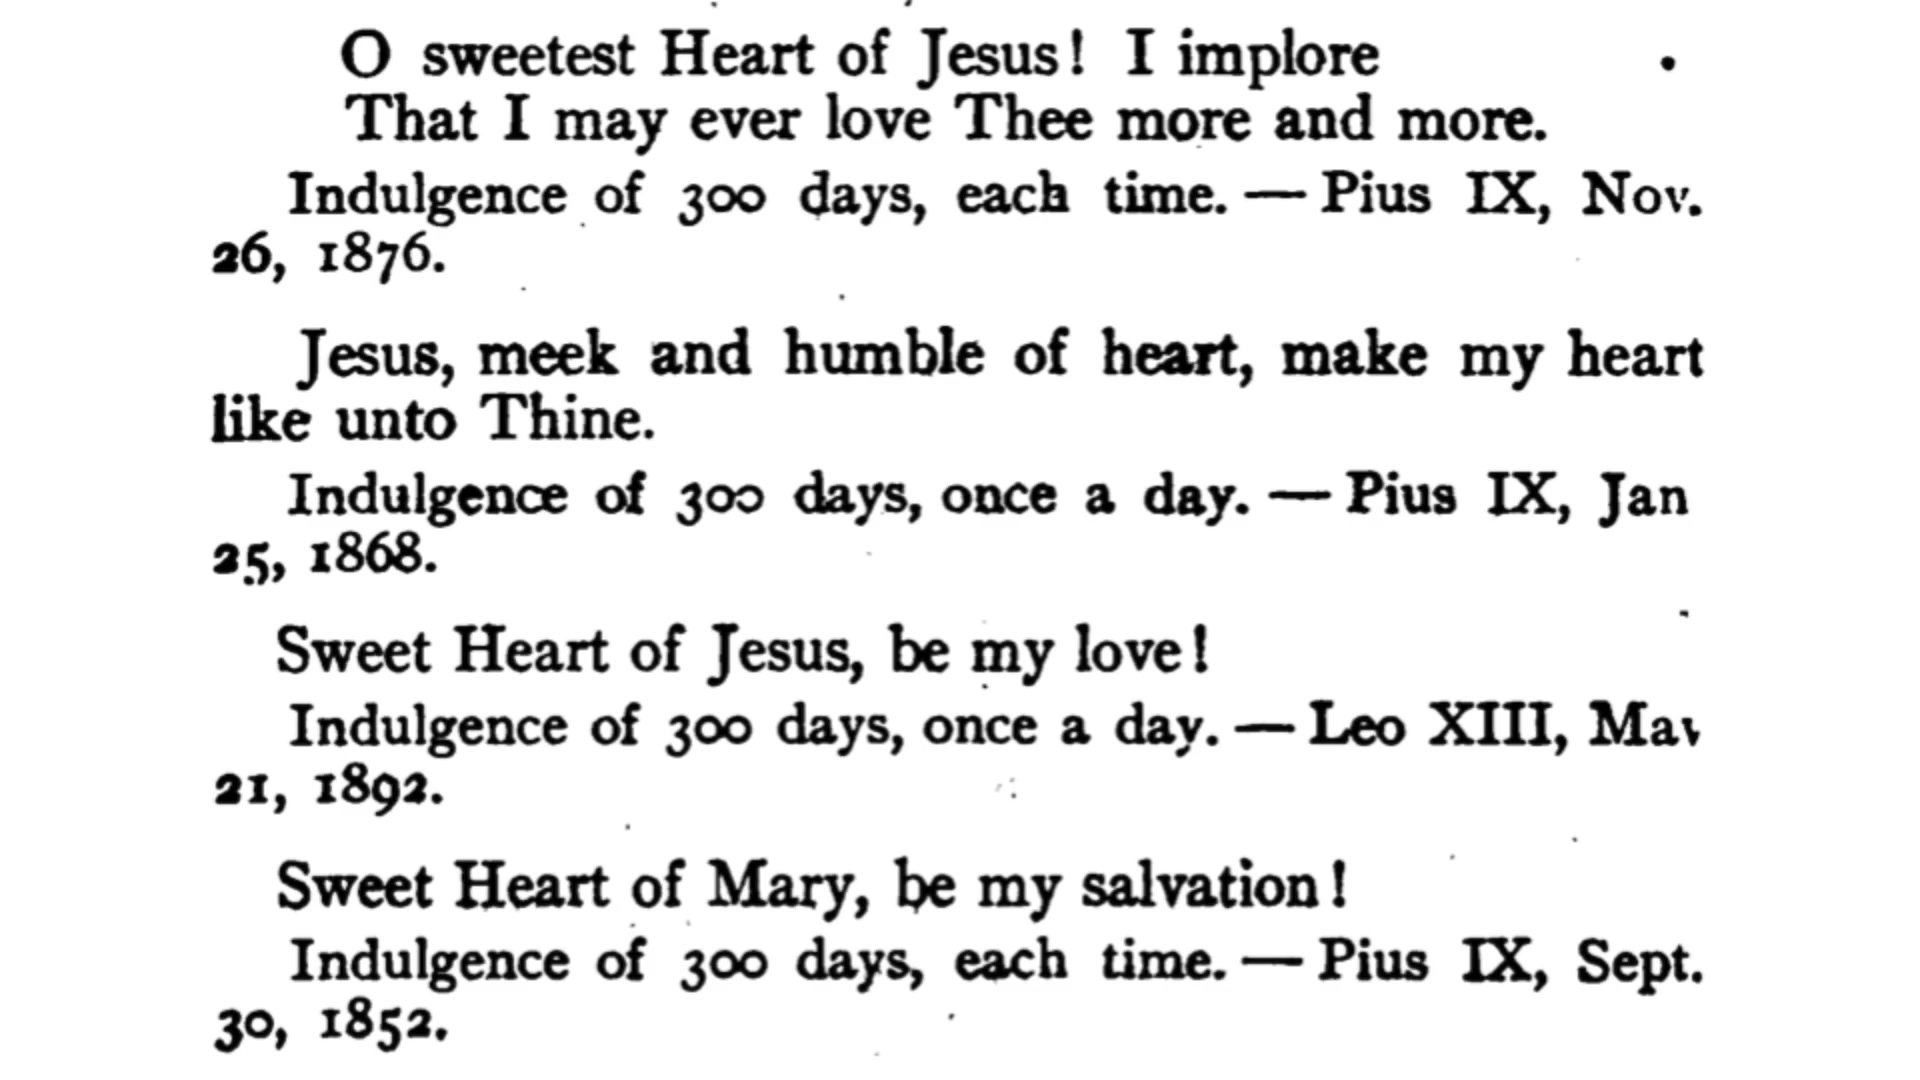 O sweetest Heart of Jesus! I implore
That I may ever love Thee more and more.
Indulgence of 300 days, each time. — Pius IX, Nov.
26, 1876.
Jesus, meek and humble of heart, make my heart
like unto Thine.
Indulgence of 300 days, once a day. — Pius IX, Jan
25, 1868.
Sweet Heart of Jesus, be my love!
Indulgence of 300 days, once a day. — Leo XIII, May
21, 1892.
Sweet Heart of Mary, be my salvation!
Indulgence of 300 days, each time. — Pius IX, Sept.
30, 1852.